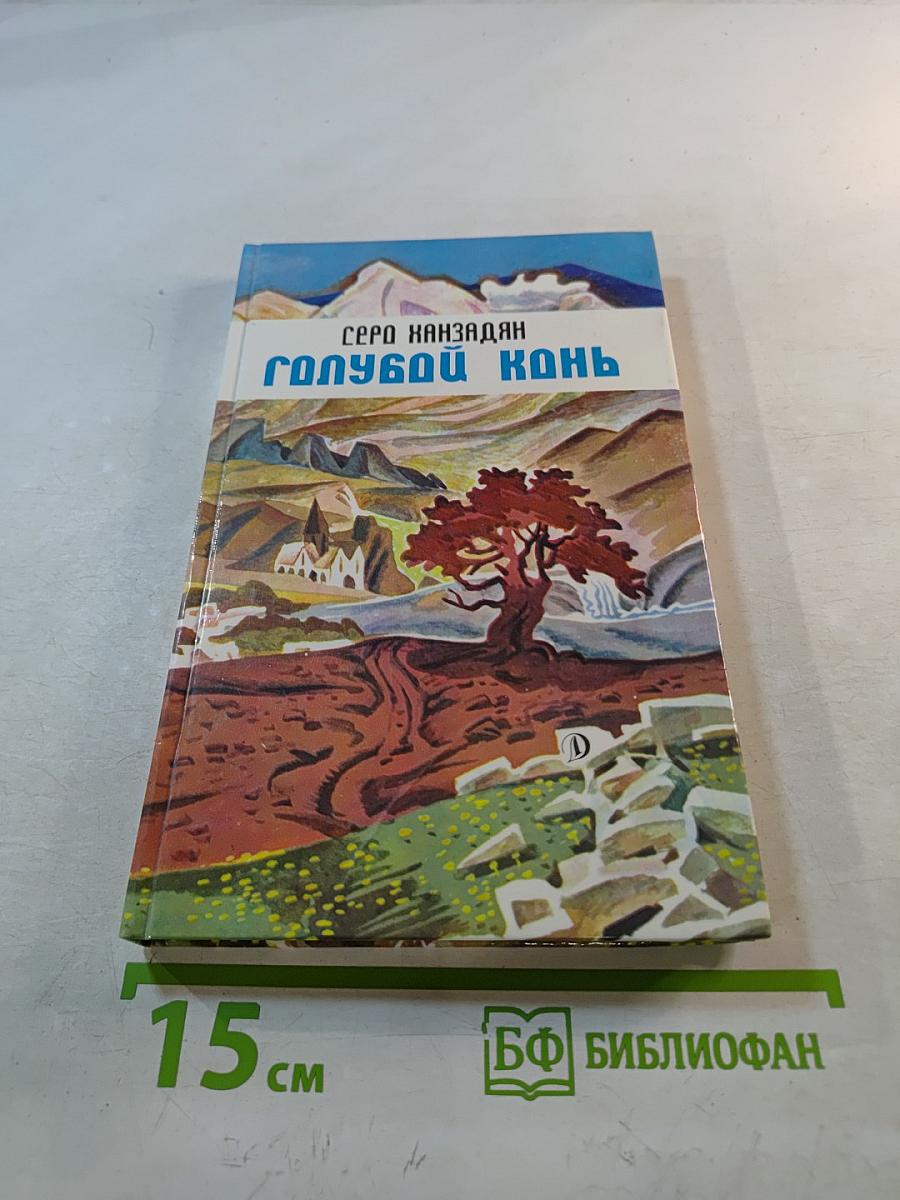 СЕРО ХАНЗАДЯН
ГОЛУБОЙ КОНЬ
Д
15 см
БФ БИБЛИОФАН